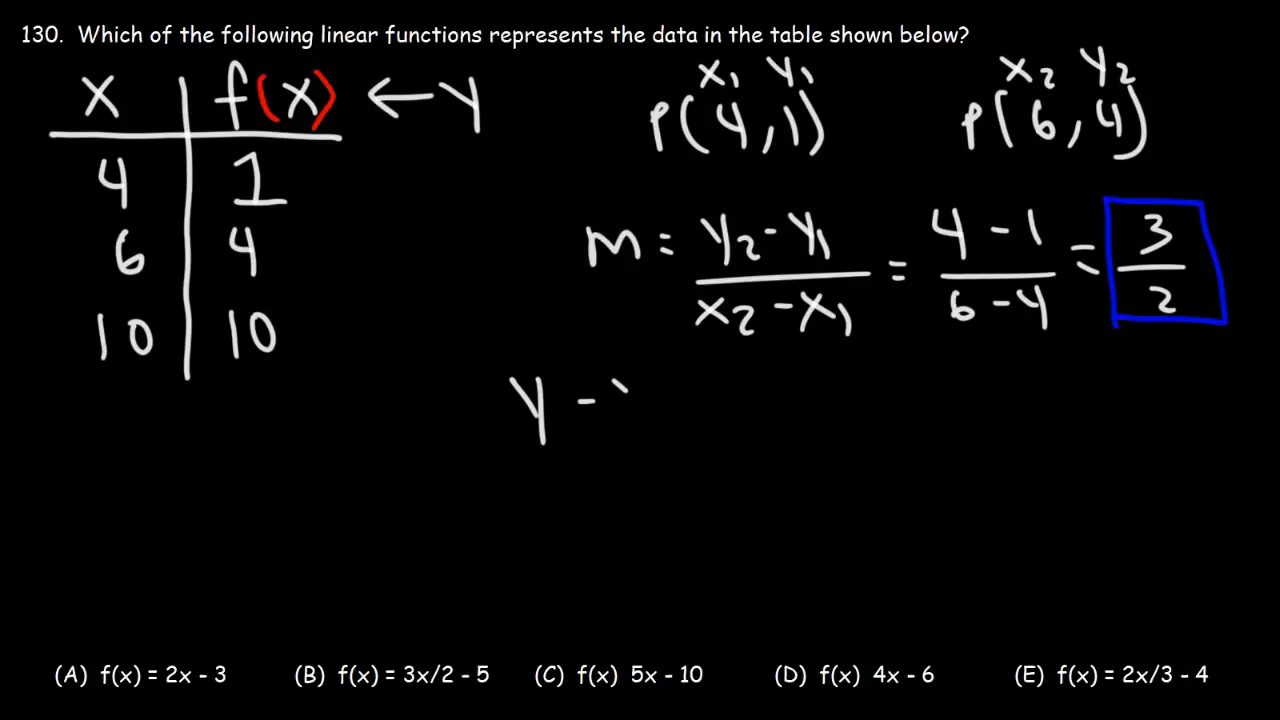 130. Which of the following linear functions represents the data in the table shown below?
x f(x) ← y
4 1
6 4
10 10
x₁ y₁ x₂ y₂
P(4,1) P(6,4)
m = y₂-y₁ / x₂-x₁ = 4-1 / 6-4 = 3/2
y -
(A) f(x) = 2x - 3 (B) f(x) = 3x/2 - 5 (C) f(x) 5x - 10 (D) f(x) 4x - 6 (E) f(x) = 2x/3 - 4